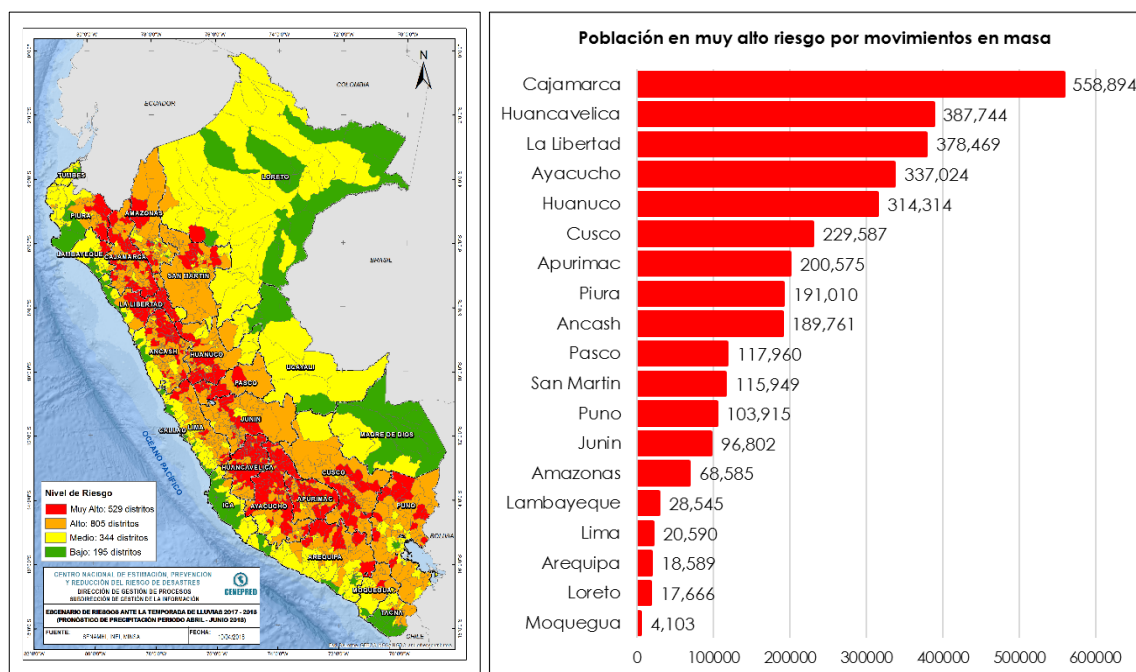 ECUADOR
COLOMBIA
BRASIL
BOLIVIA
CHILE
OCEANO PACÍFICO
N
TUMBES
PIURA
AMAZONAS
LORETO
LAMBAYEQUE
CAJAMARCA
SAN MARTIN
LA LIBERTAD
ANCASH
HUANUCO
UCAYALI
PASCO
JUNIN
CALLAO
LIMA
MADRE DE DIOS
HUANCAVELICA
CUSCO
ICA
AYACUCHO
APURIMAC
PUNO
AREQUIPA
MOQUEGUA
TACNA
Nivel de Riesgo
Muy Alto: 529 distritos
Alto: 805 distritos
Medio: 344 distritos
Bajo: 195 distritos
CENTRO NACIONAL DE ESTIMACIÓN, PREVENCIÓN
Y REDUCCIÓN DEL RIESGO DE DESASTRES
DIRECCIÓN DE GESTIÓN DE PROCESOS
SUBDIRECCIÓN DE GESTIÓN DE LA INFORMACIÓN
CENEPRED
ESCENARIO DE RIESGOS ANTE LA TEMPORADA DE LLUVIAS 2017 - 2018
(PRONÓSTICO DE PRECIPITACIÓN PERIODO ABRIL - JUNIO 2018)
FUENTE:
FECHA:
Población en muy alto riesgo por movimientos en masa
Cajamarca 558,894
Huancavelica 387,744
La Libertad 378,469
Ayacucho 337,024
Huanuco 314,314
Cusco 229,587
Apurimac 200,575
Piura 191,010
Ancash 189,761
Pasco 117,960
San Martin 115,949
Puno 103,915
Junin 96,802
Amazonas 68,585
Lambayeque 28,545
Lima 20,590
Arequipa 18,589
Loreto 17,666
Moquegua 4,103
0 100000 200000 300000 400000 500000 600000